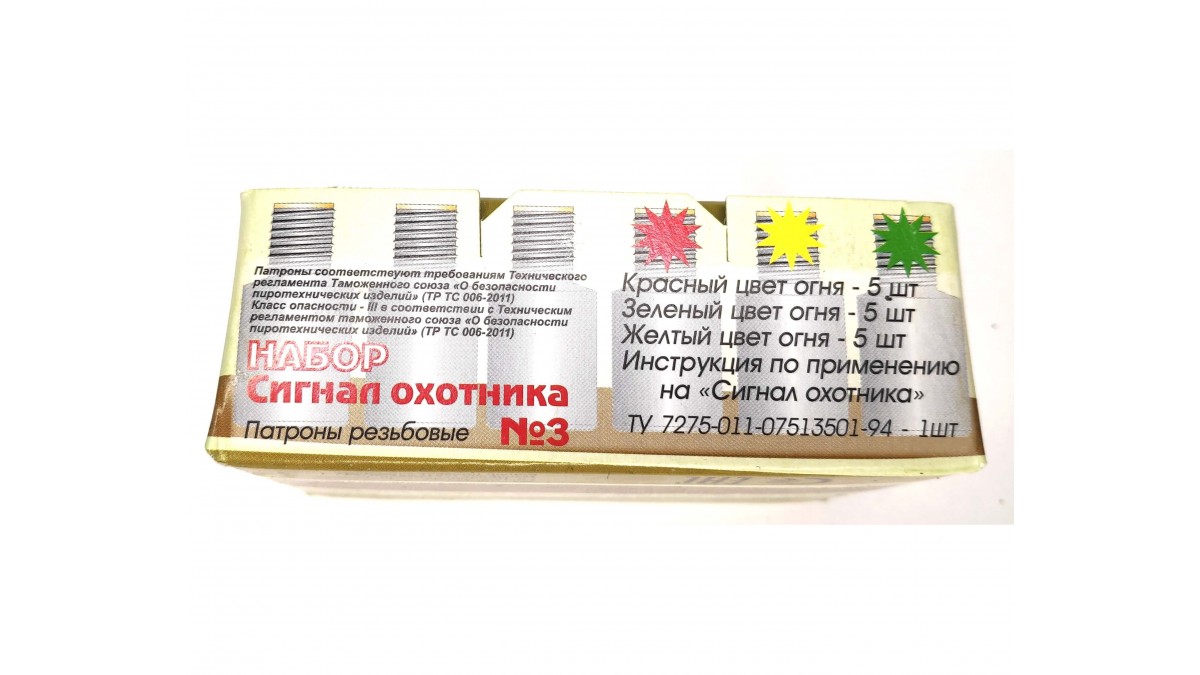 Патроны соответствуют требованиям Технического
регламента Таможенного союза «О безопасности
пиротехнических изделий» (ТР ТС 006-2011)
Класс опасности - III в соответствии с Техническим
регламентом таможенного союза «О безопасности
пиротехнических изделий» (ТР ТС 006-2011)
НАБОР
Сигнал охотника
Патроны резьбовые №3
Красный цвет огня - 5 шт
Зеленый цвет огня - 5 шт
Желтый цвет огня - 5 шт
Инструкция по применению
на «Сигнал охотника»
ТУ 7275-011-07513501-94 - 1шт